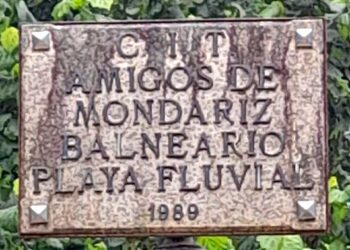 C I T
AMIGOS DE
MONDARIZ
BALNEARIO
PLAYA FLUVIAL
1989